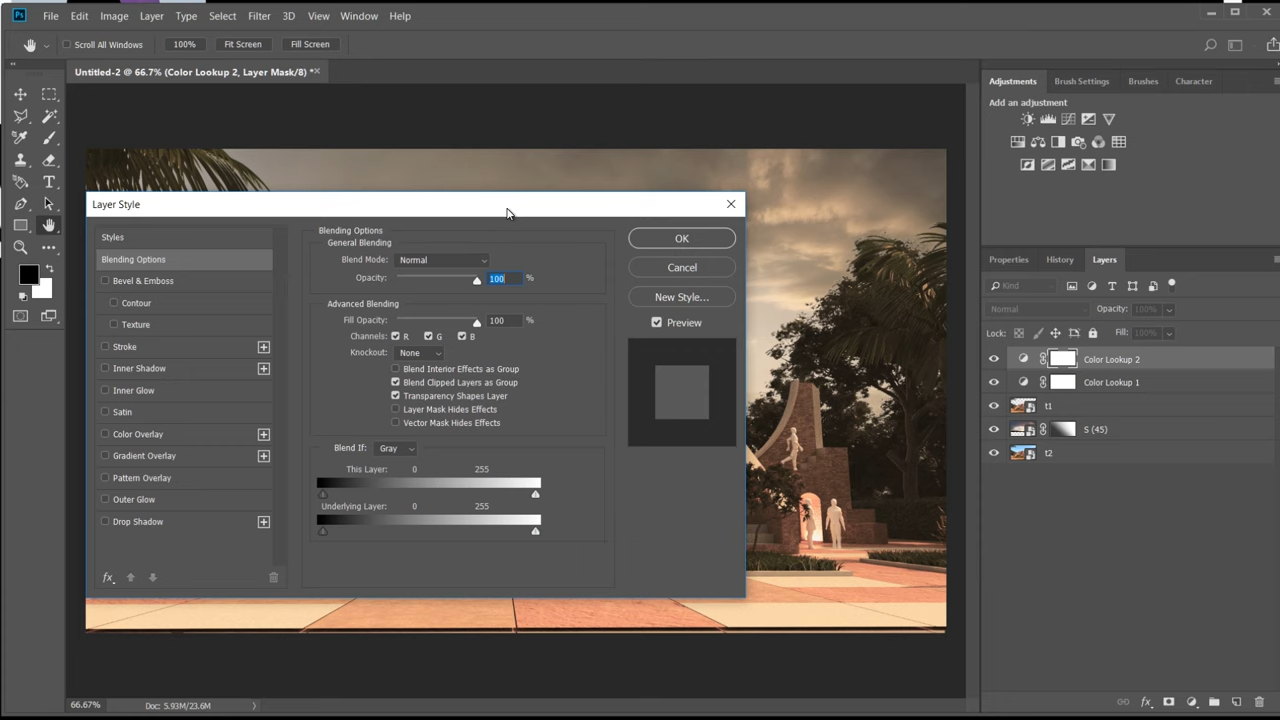 Ps File Edit Image Layer Type Select Filter 3D View Window Help
Scroll All Windows 100% Fit Screen Fill Screen
Untitled-2 @ 66.7% (Color Lookup 2, Layer Mask/8) *
Adjustments Brush Settings Brushes Character
Add an adjustment
Layer Style
Styles
Blending Options
Bevel & Emboss
Contour
Texture
Stroke
Inner Shadow
Inner Glow
Satin
Color Overlay
Gradient Overlay
Pattern Overlay
Outer Glow
Drop Shadow
fx
Blending Options
General Blending
Blend Mode: Normal
Opacity: 100 %
Advanced Blending
Fill Opacity: 100 %
Channels: R G B
Knockout: None
Blend Interior Effects as Group
Blend Clipped Layers as Group
Transparency Shapes Layer
Layer Mask Hides Effects
Vector Mask Hides Effects
Blend If: Gray
This Layer: 0 255
Underlying Layer: 0 255
OK
Cancel
New Style...
Preview
Properties History Layers
Kind
Normal Opacity: 100%
Lock: Fill: 100%
Color Lookup 2
Color Lookup 1
t1
S (45)
t2
fx
66.67% Doc: 5.93M/23.6M